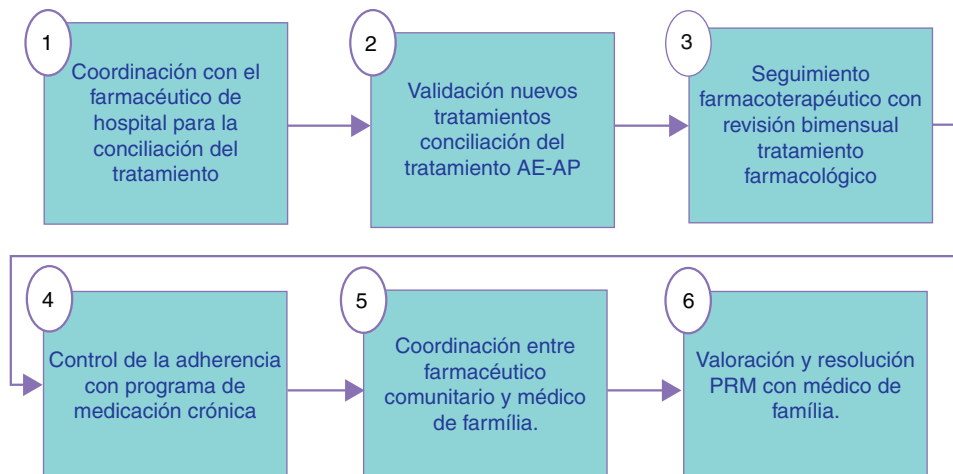 1
Coordinación con el
farmacéutico de
hospital para la
conciliación del
tratamiento
2
Validación nuevos
tratamientos
conciliación del
tratamiento AE-AP
3
Seguimiento
farmacoterapéutico con
revisión bimensual
tratamiento
farmacológico
4
Control de la adherencia
con programa de
medicación crónica
5
Coordinación entre
farmacéutico
comunitario y médico
de farmília.
6
Valoración y resolución
PRM con médico de
família.